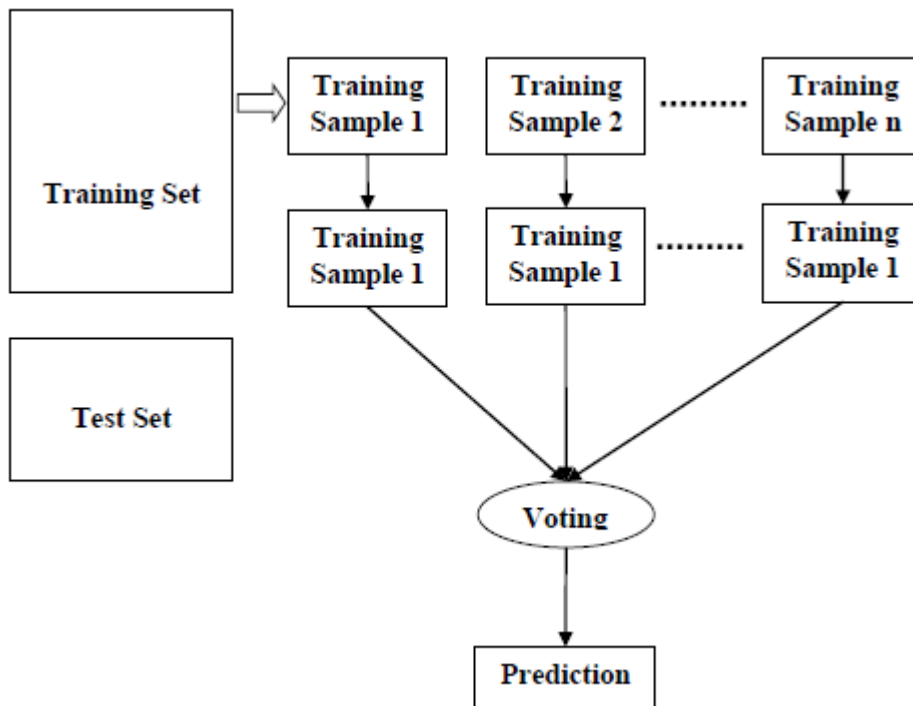 Training Set
Training
Sample 1
Training
Sample 2
Training
Sample n
Training
Sample 1
Training
Sample 1
Training
Sample 1
Test Set
Voting
Prediction